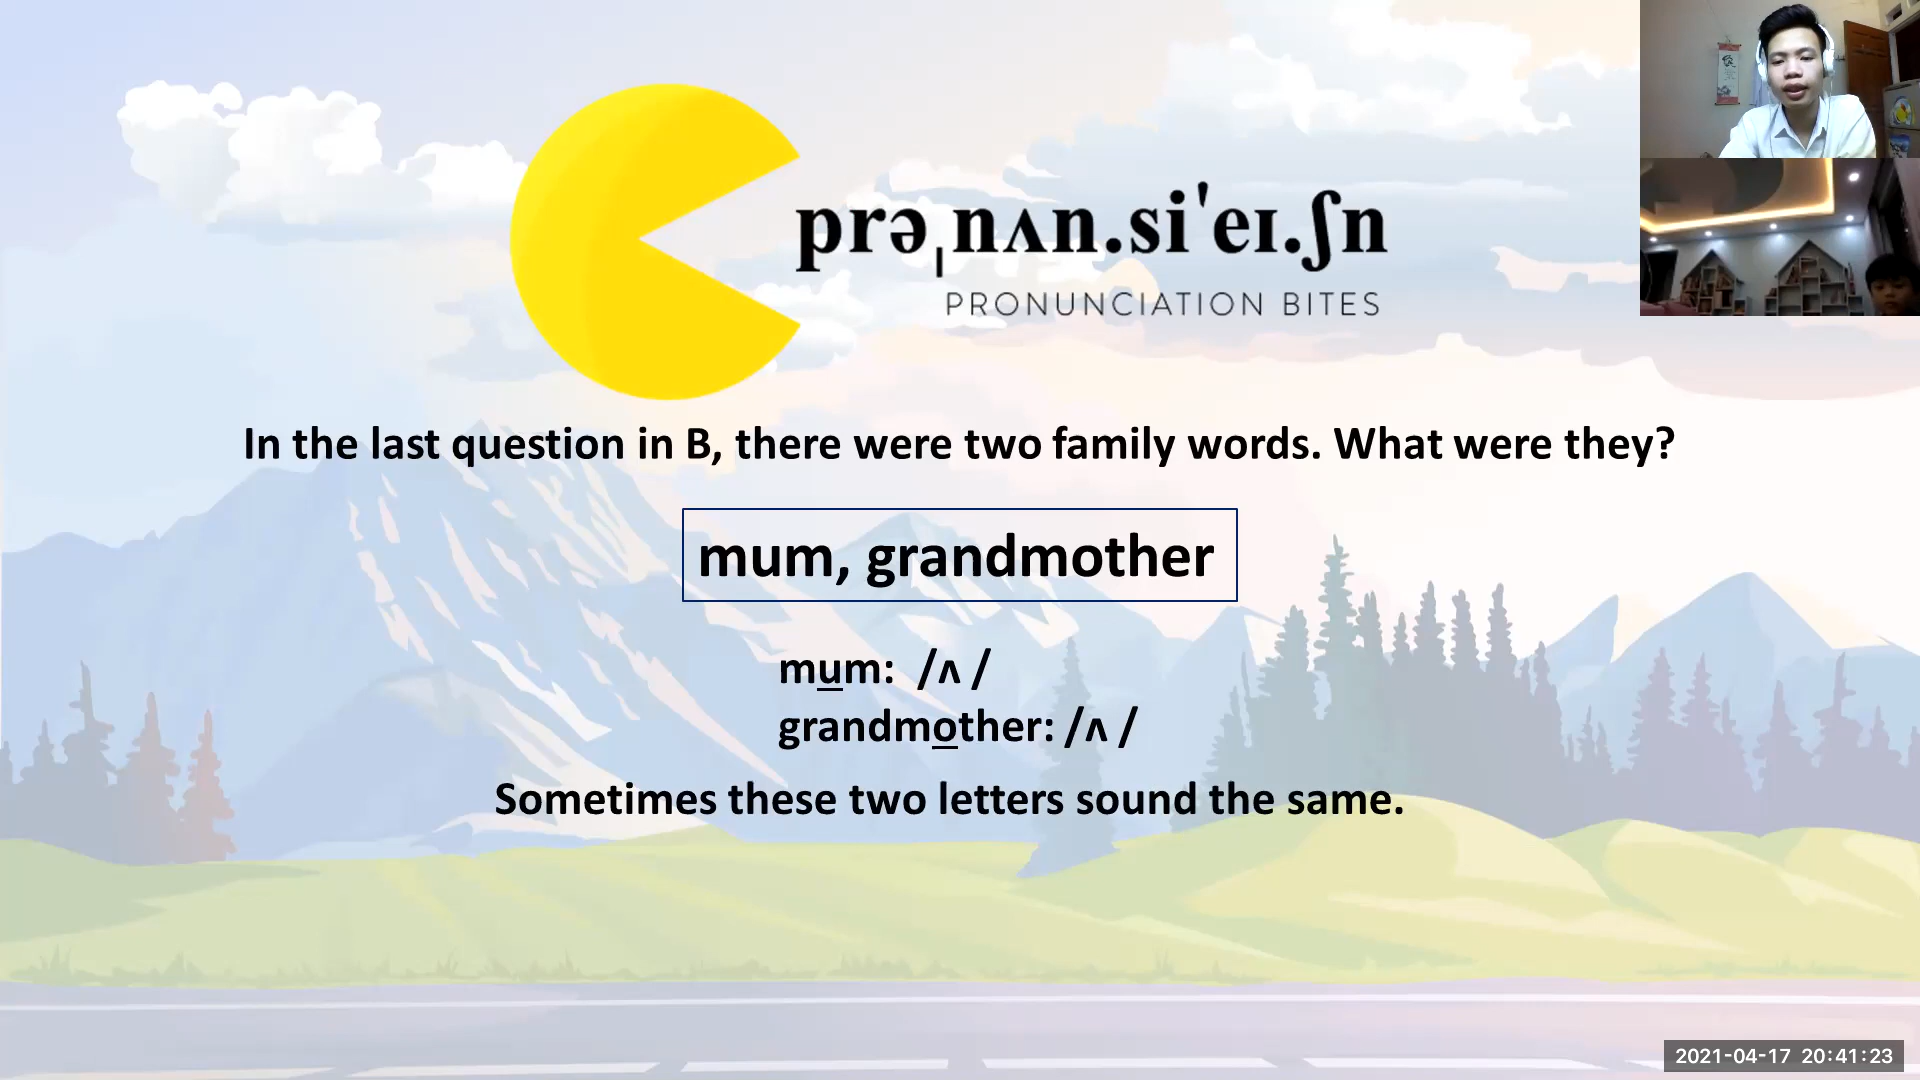 prəˌnʌn.siˈeɪ.ʃn
PRONUNCIATION BITES
In the last question in B, there were two family words. What were they?
mum, grandmother
mum: /ʌ /
grandmother: /ʌ /
Sometimes these two letters sound the same.
2021-04-17 20:41:23